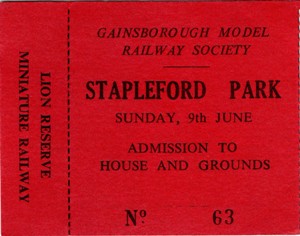 GAINSBOROUGH MODEL
RAILWAY SOCIETY
STAPLEFORD PARK
SUNDAY, 9th JUNE
ADMISSION TO
HOUSE AND GROUNDS
Nº 63
LION RESERVE
MINIATURE RAILWAY